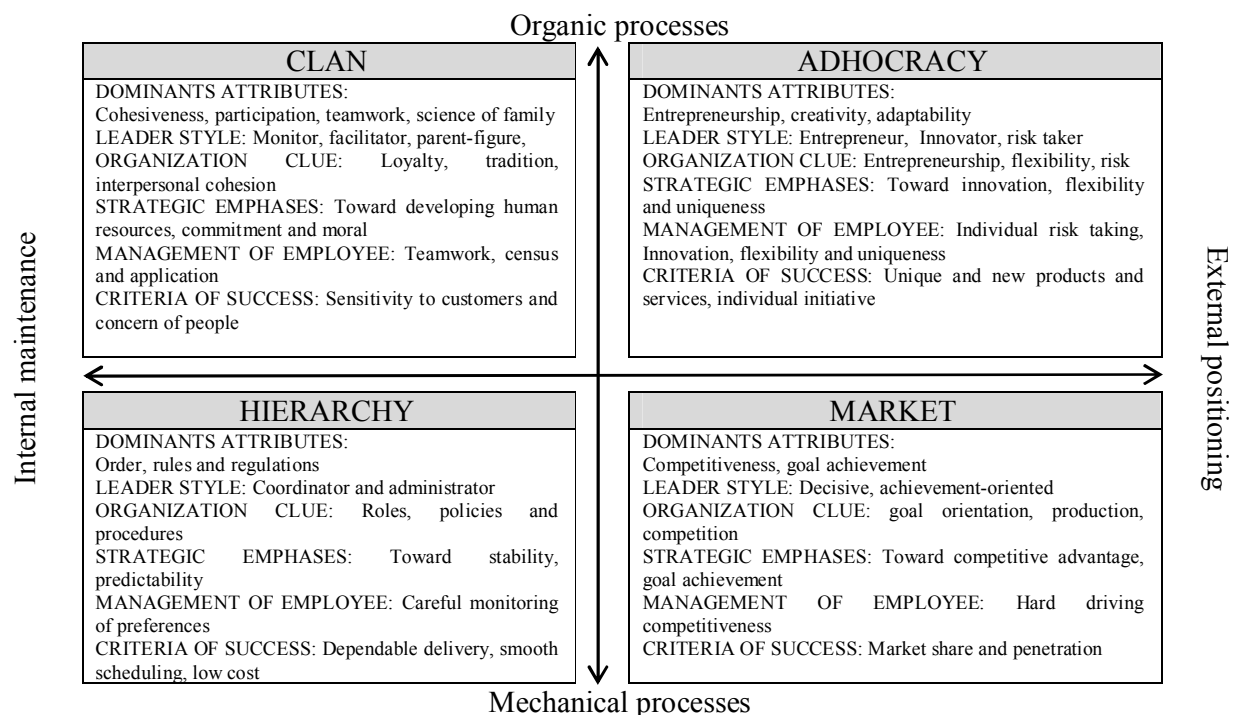 Organic processes
CLAN
DOMINANTS ATTRIBUTES:
Cohesiveness, participation, teamwork, science of family
LEADER STYLE: Monitor, facilitator, parent-figure,
ORGANIZATION CLUE: Loyalty, tradition,
interpersonal cohesion
STRATEGIC EMPHASES: Toward developing human
resources, commitment and moral
MANAGEMENT OF EMPLOYEE: Teamwork, census
and application
CRITERIA OF SUCCESS: Sensitivity to customers and
concern of people
ADHOCRACY
DOMINANTS ATTRIBUTES:
Entrepreneurship, creativity, adaptability
LEADER STYLE: Entrepreneur, Innovator, risk taker
ORGANIZATION CLUE: Entrepreneurship, flexibility, risk
STRATEGIC EMPHASES: Toward innovation, flexibility
and uniqueness
MANAGEMENT OF EMPLOYEE: Individual risk taking,
Innovation, flexibility and uniqueness
CRITERIA OF SUCCESS: Unique and new products and
services, individual initiative
Internal maintenance
External positioning
HIERARCHY
DOMINANTS ATTRIBUTES:
Order, rules and regulations
LEADER STYLE: Coordinator and administrator
ORGANIZATION CLUE: Roles, policies and
procedures
STRATEGIC EMPHASES: Toward stability,
predictability
MANAGEMENT OF EMPLOYEE: Careful monitoring
of preferences
CRITERIA OF SUCCESS: Dependable delivery, smooth
scheduling, low cost
MARKET
DOMINANTS ATTRIBUTES:
Competitiveness, goal achievement
LEADER STYLE: Decisive, achievement-oriented
ORGANIZATION CLUE: goal orientation, production,
competition
STRATEGIC EMPHASES: Toward competitive advantage,
goal achievement
MANAGEMENT OF EMPLOYEE: Hard driving
competitiveness
CRITERIA OF SUCCESS: Market share and penetration
Mechanical processes